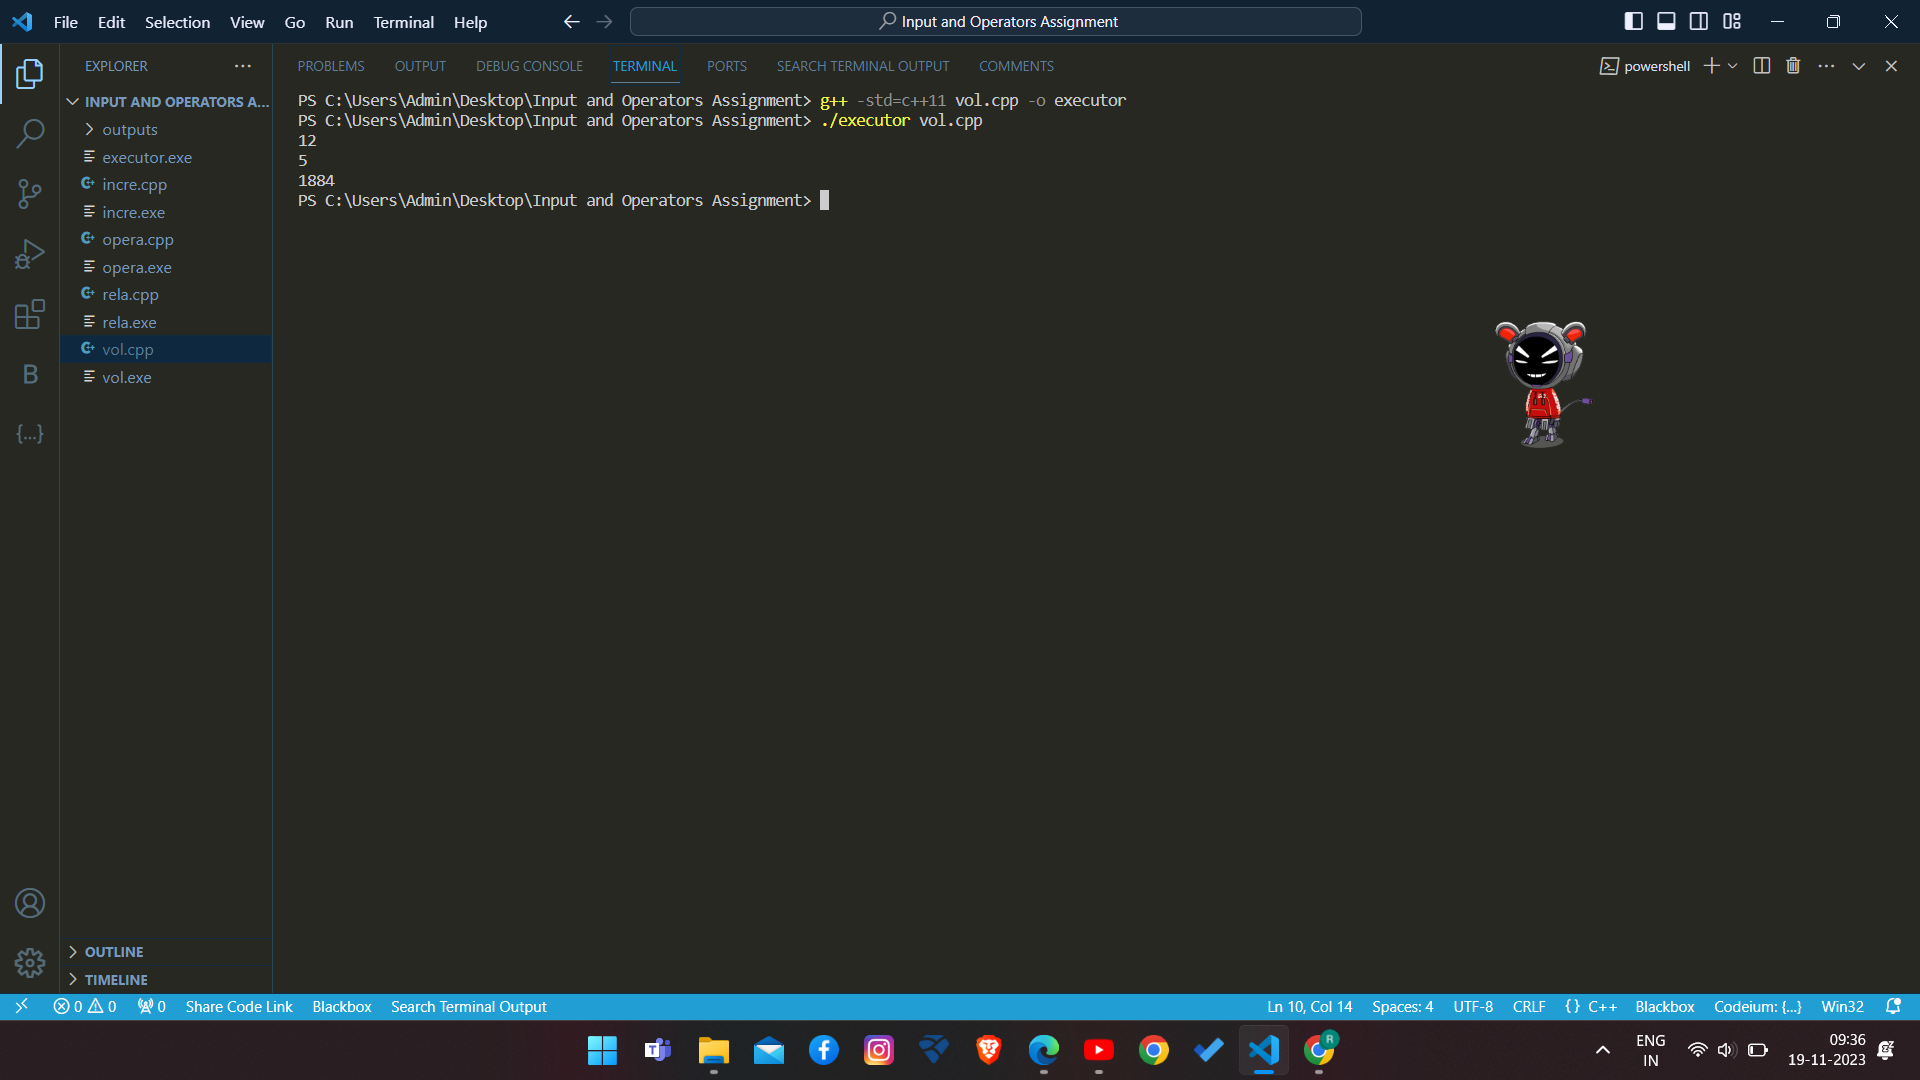 File Edit Selection View Go Run Terminal Help
Input and Operators Assignment
EXPLORER
INPUT AND OPERATORS A...
outputs
executor.exe
incre.cpp
incre.exe
opera.cpp
opera.exe
rela.cpp
rela.exe
vol.cpp
vol.exe
OUTLINE
TIMELINE
PROBLEMS OUTPUT DEBUG CONSOLE TERMINAL PORTS SEARCH TERMINAL OUTPUT COMMENTS
powershell
PS C:\Users\Admin\Desktop\Input and Operators Assignment> g++ -std=c++11 vol.cpp -o executor
PS C:\Users\Admin\Desktop\Input and Operators Assignment> ./executor vol.cpp
12
5
1884
PS C:\Users\Admin\Desktop\Input and Operators Assignment>
0 0 0 Share Code Link Blackbox Search Terminal Output
Ln 10, Col 14 Spaces: 4 UTF-8 CRLF {} C++ Blackbox Codeium: {...} Win32
ENG
IN
09:36
19-11-2023